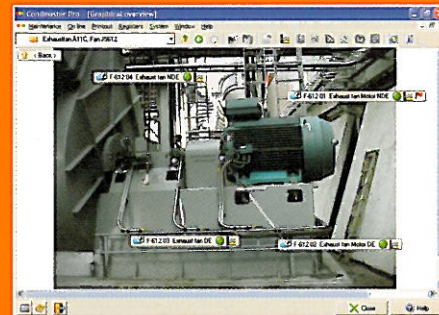 Condmaster Pro - [Graphical overview]
Maintenance On line Printout Registers System Window Help
Exhaustfan A11C, Fan
< Back
F-612 04 Exhaust fan NDE
F-612 01 Exhaust fan Motor NDE
F-612 03 Exhaust fan DE
F-612 02 Exhaust fan Motor DE
Close
Help